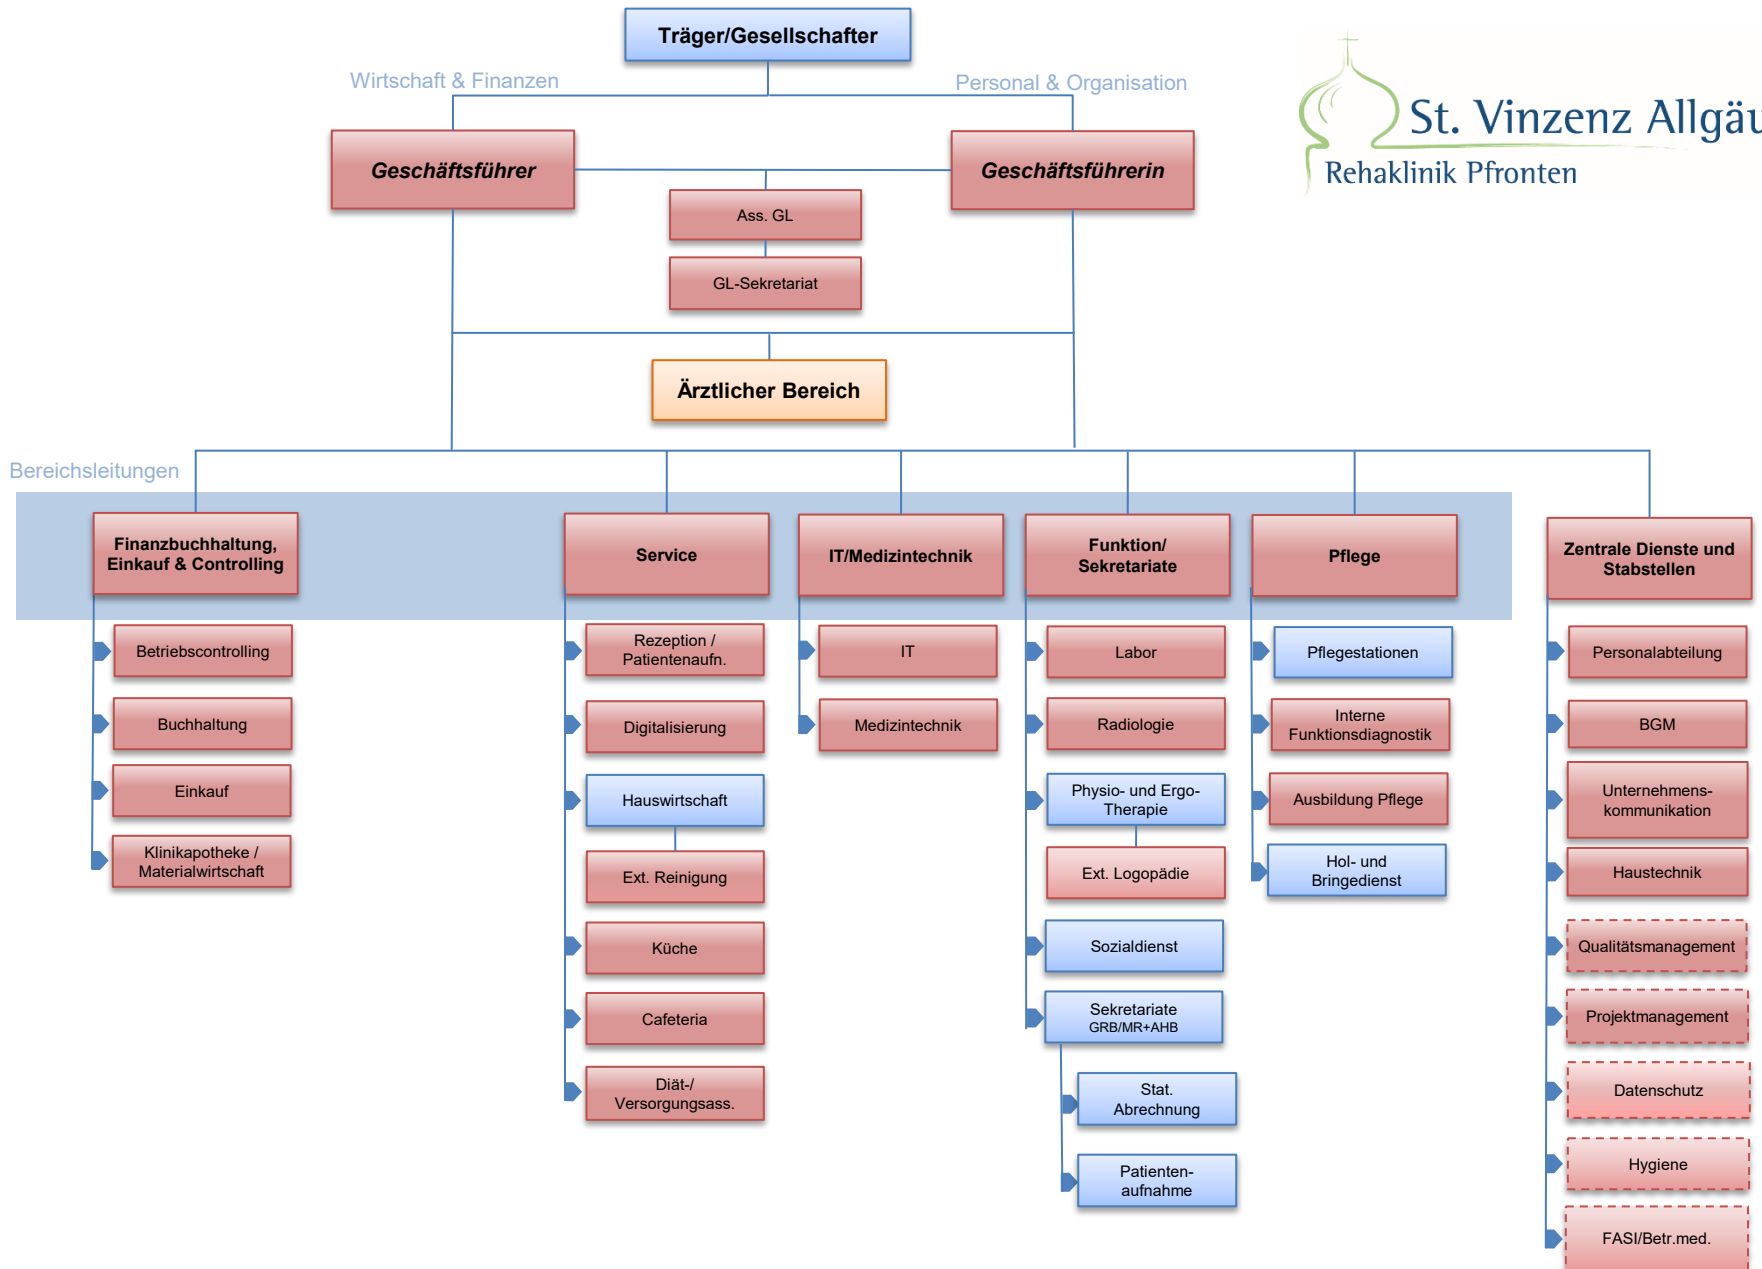 Träger/Gesellschafter
Wirtschaft & Finanzen
Personal & Organisation
St. Vinzenz Allgäu
Rehaklinik Pfronten
Geschäftsführer
Geschäftsführerin
Ass. GL
GL-Sekretariat
Ärztlicher Bereich
Bereichsleitungen
Finanzbuchhaltung,
Einkauf & Controlling
Service
IT/Medizintechnik
Funktion/
Sekretariate
Pflege
Zentrale Dienste und
Stabstellen
Betriebscontrolling
Buchhaltung
Einkauf
Klinikapotheke /
Materialwirtschaft
Rezeption /
Patientenaufn.
Digitalisierung
Hauswirtschaft
Ext. Reinigung
Küche
Cafeteria
Diät-/
Versorgungsass.
IT
Medizintechnik
Labor
Radiologie
Physio- und Ergo-
Therapie
Ext. Logopädie
Sozialdienst
Sekretariate
GRB/MR+AHB
Stat.
Abrechnung
Patienten-
aufnahme
Pflegestationen
Interne
Funktionsdiagnostik
Ausbildung Pflege
Hol- und
Bringedienst
Personalabteilung
BGM
Unternehmens-
kommunikation
Haustechnik
Qualitätsmanagement
Projektmanagement
Datenschutz
Hygiene
FASI/Betr.med.